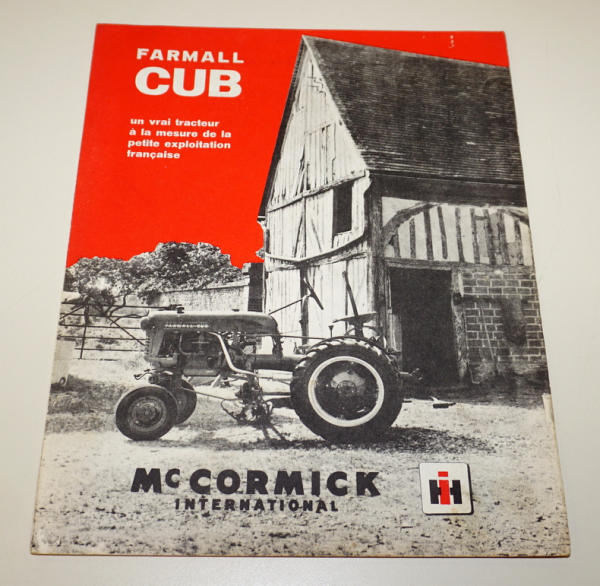 FARMALL
CUB
un vrai tracteur
à la mesure de la
petite exploitation
française
FARMALL-CUB
McCORMICK
INTERNATIONAL
IH